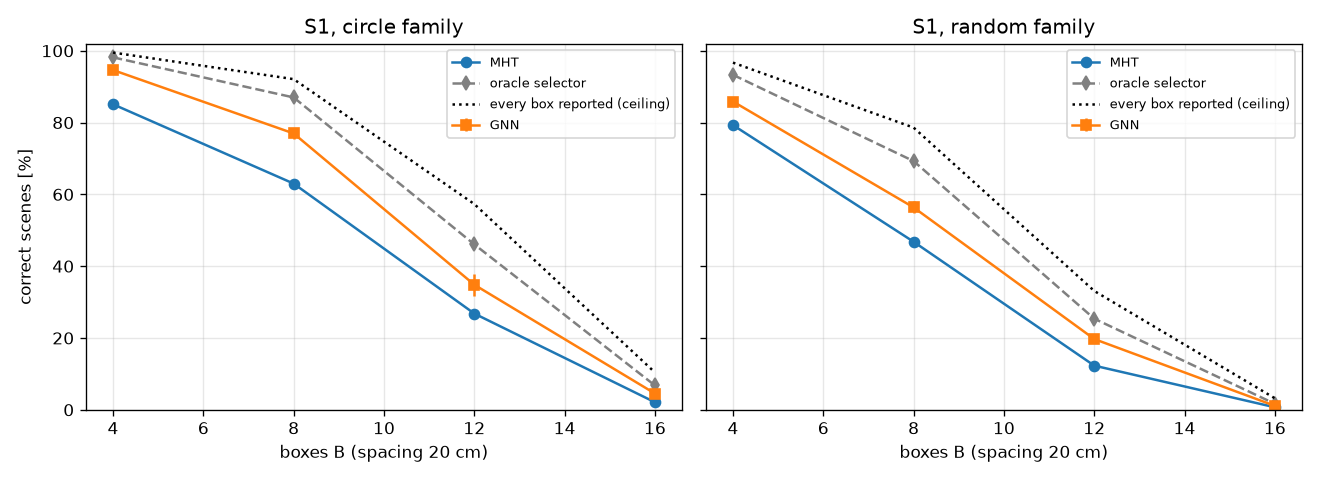 S1, circle family
S1, random family
MHT
oracle selector
every box reported (ceiling)
GNN
MHT
oracle selector
every box reported (ceiling)
GNN
correct scenes [%]
100
80
60
40
20
0
4 6 8 10 12 14 16
4 6 8 10 12 14 16
boxes B (spacing 20 cm)
boxes B (spacing 20 cm)